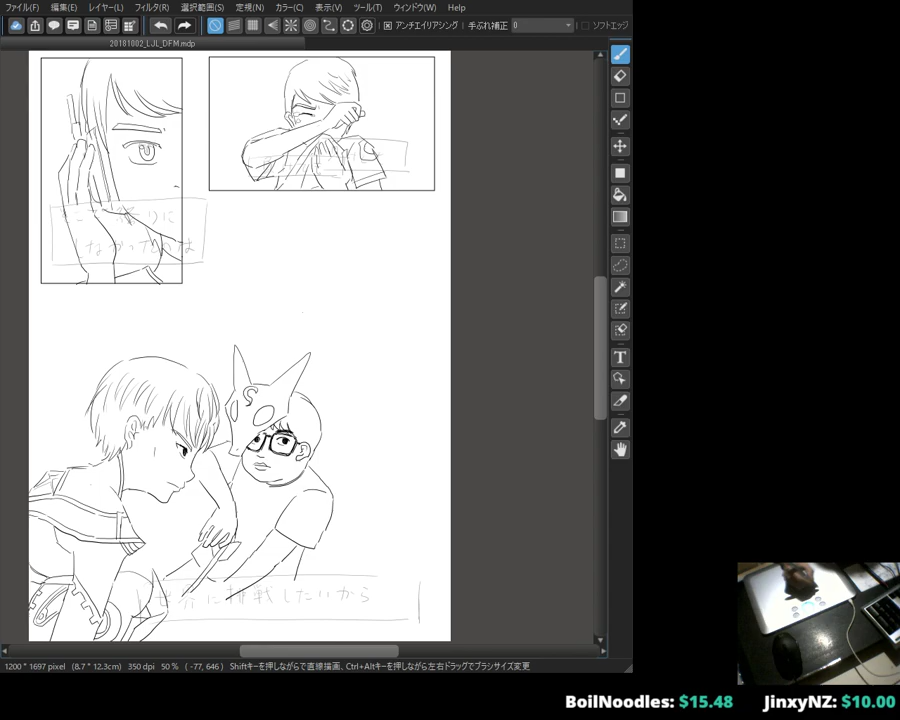 ファイル(F) 編集(E) レイヤー(L) フィルタ(R) 選択範囲(S) 定規(N) カラー(C) 表示(V) ツール(T) ウィンドウ(W) Help
アンチエイリアシング 手ぶれ補正 0 ソフトエッジ
20181002_LJL_DFM.mdp
しなかったのは
世界に挑戦したいから
T
1200 * 1697 pixel (8.7 * 12.3cm) 350 dpi 50 % ( -77, 646 ) Shiftキーを押しながらで直線描画、Ctrl+Altキーを押しながら左右ドラッグでブラシサイズ変更
BoilNoodles: $15.48 JinxyNZ: $10.00